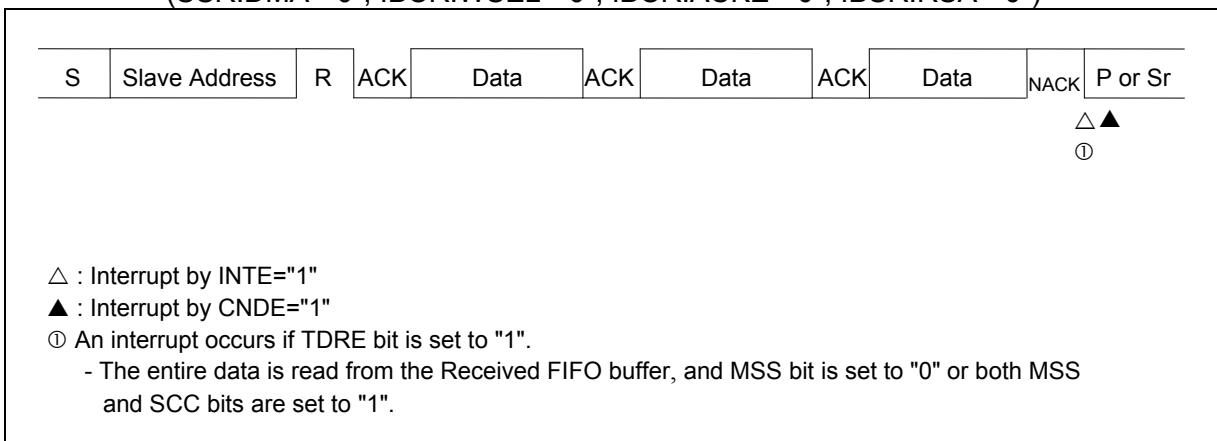 S Slave Address R ACK Data ACK Data ACK Data NACK P or Sr
△ ▲
①
△ : Interrupt by INTE="1"
▲ : Interrupt by CNDE="1"
① An interrupt occurs if TDRE bit is set to "1".
- The entire data is read from the Received FIFO buffer, and MSS bit is set to "0" or both MSS
and SCC bits are set to "1".